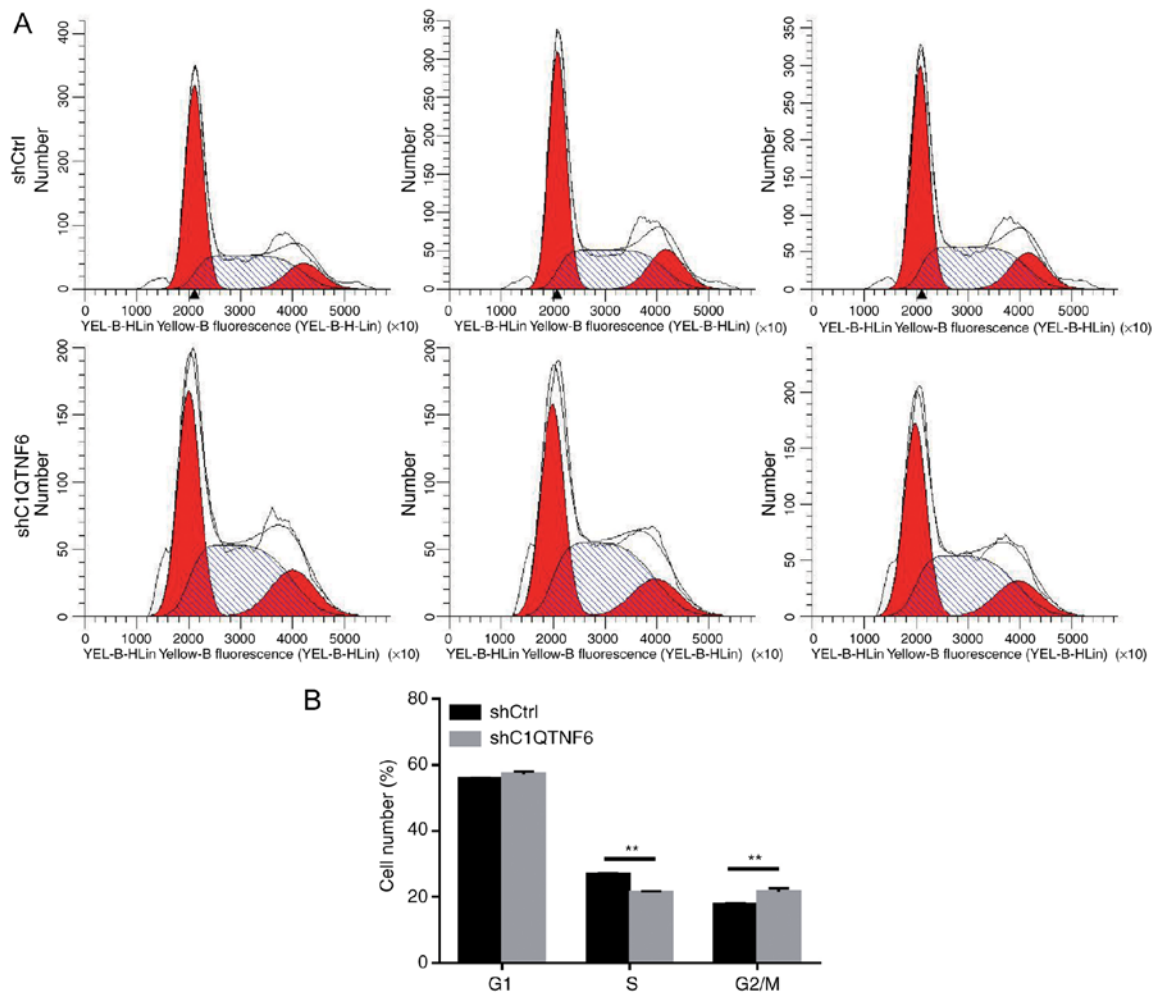 A
shCtrl
Number
400
300
200
100
0
0 1000 2000 3000 4000 5000
YEL-B-HLin Yellow-B fluorescence (YEL-B-H-Lin) (×10)
Number
350
300
250
200
150
100
50
0
0 1000 2000 3000 4000 5000
YEL-B-HLin Yellow-B fluorescence (YEL-B-HLin) (×10)
Number
350
300
250
200
150
100
50
0
0 1000 2000 3000 4000 5000
YEL-B-HLin Yellow-B fluorescence (YEL-B-HLin) (×10)
shC1QTNF6
Number
200
150
100
50
0
0 1000 2000 3000 4000 5000
YEL-B-HLin Yellow-B fluorescence (YEL-B-HLin) (×10)
Number
200
150
100
50
0
0 1000 2000 3000 4000 5000
YEL-B-HLin Yellow-B fluorescence (YEL-B-HLin) (×10)
Number
200
150
100
50
0
0 1000 2000 3000 4000 5000
YEL-B-HLin Yellow-B fluorescence (YEL-B-HLin) (×10)
B
shCtrl
shC1QTNF6
Cell number (%)
80
60
40
20
0
**
**
G1 S G2/M